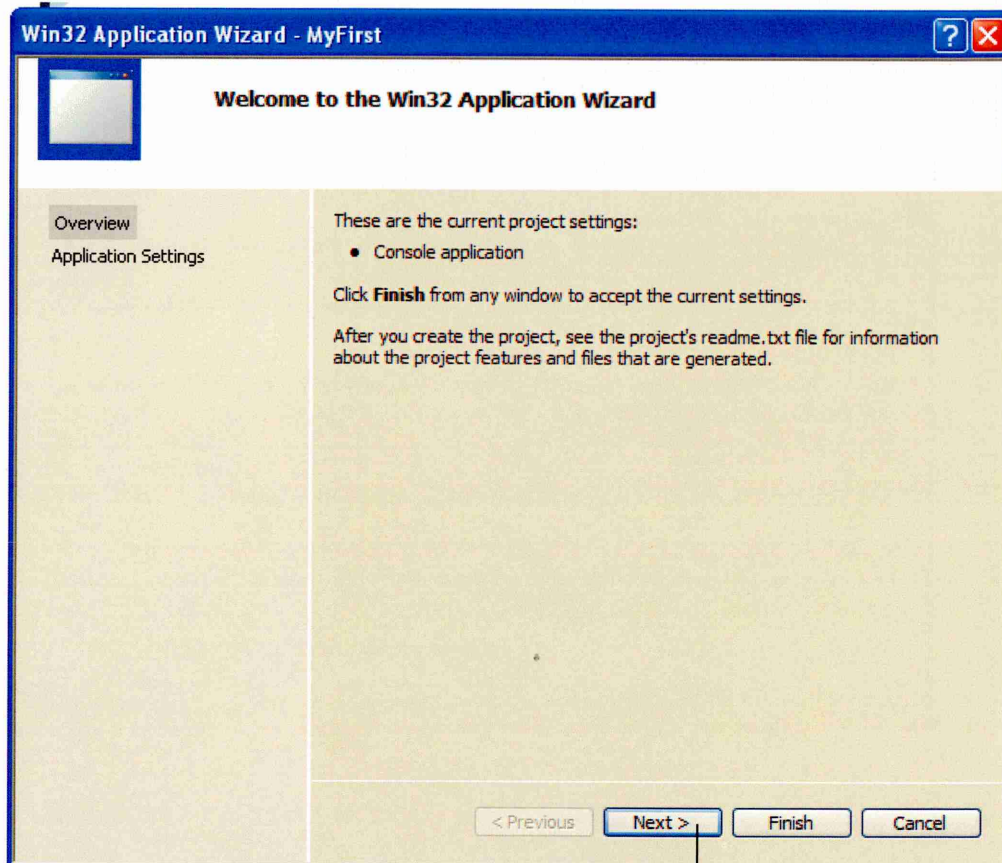 Win32 Application Wizard - MyFirst
?
X
Welcome to the Win32 Application Wizard
Overview
Application Settings
These are the current project settings:
• Console application
Click Finish from any window to accept the current settings.
After you create the project, see the project's readme.txt file for information
about the project features and files that are generated.
< Previous
Next >
Finish
Cancel